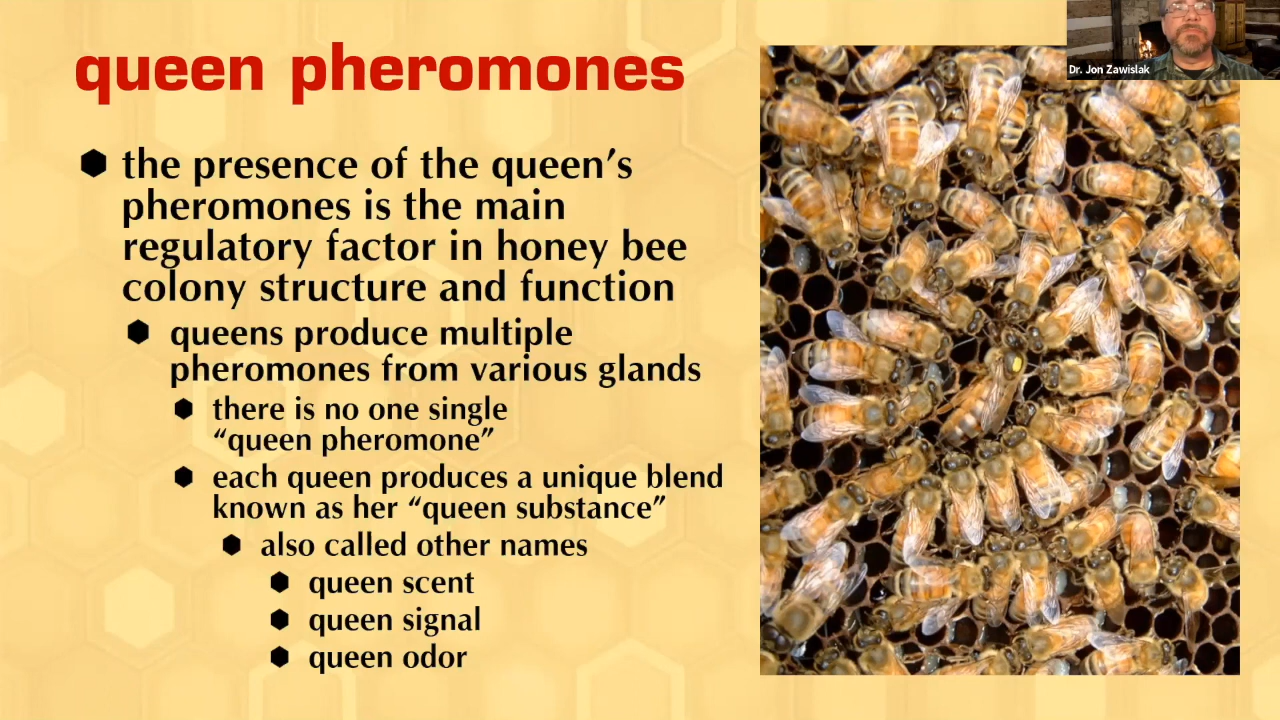 queen pheromones
Dr. Jon Zawislak
the presence of the queen’s
pheromones is the main
regulatory factor in honey bee
colony structure and function
queens produce multiple
pheromones from various glands
there is no one single
“queen pheromone”
each queen produces a unique blend
known as her “queen substance”
also called other names
queen scent
queen signal
queen odor